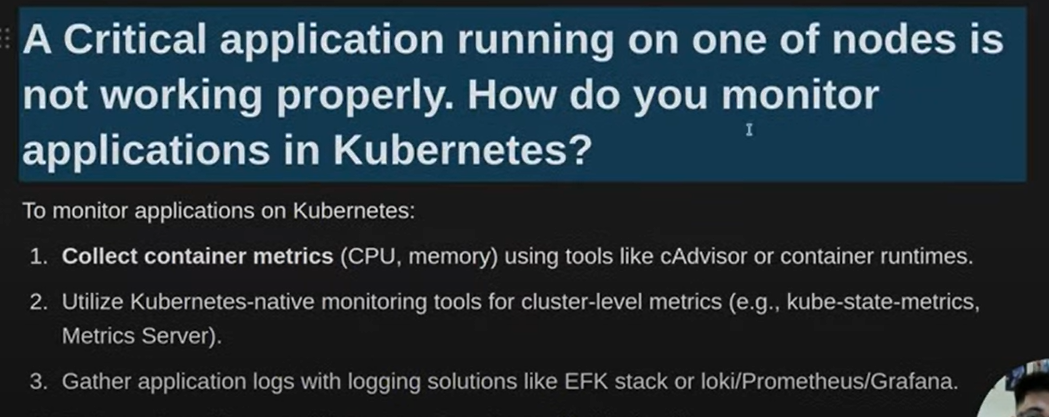 A Critical application running on one of nodes is
not working properly. How do you monitor
applications in Kubernetes?
To monitor applications on Kubernetes:
1. Collect container metrics (CPU, memory) using tools like cAdvisor or container runtimes.
2. Utilize Kubernetes-native monitoring tools for cluster-level metrics (e.g., kube-state-metrics,
Metrics Server).
3. Gather application logs with logging solutions like EFK stack or loki/Prometheus/Grafana.